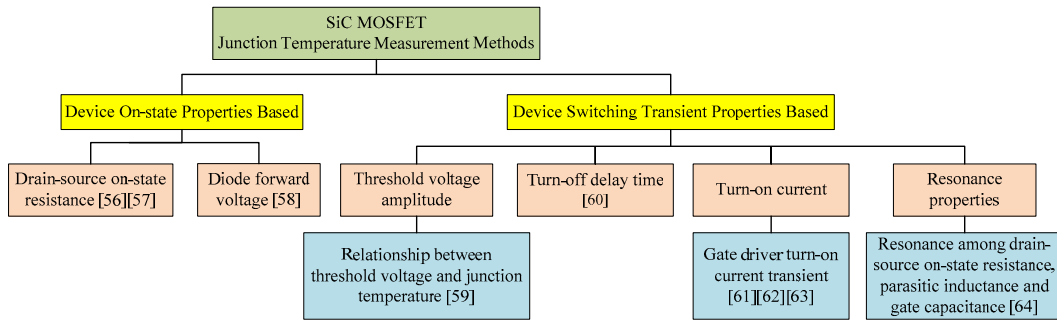 SiC MOSFET
Junction Temperature Measurement Methods
Device On-state Properties Based
Device Switching Transient Properties Based
Drain-source on-state
resistance [56][57]
Diode forward
voltage [58]
Threshold voltage
amplitude
Turn-off delay time
[60]
Turn-on current
Resonance
properties
Relationship between
threshold voltage and junction
temperature [59]
Gate driver turn-on
current transient
[61][62][63]
Resonance among drain-
source on-state resistance,
parasitic inductance and
gate capacitance [64]